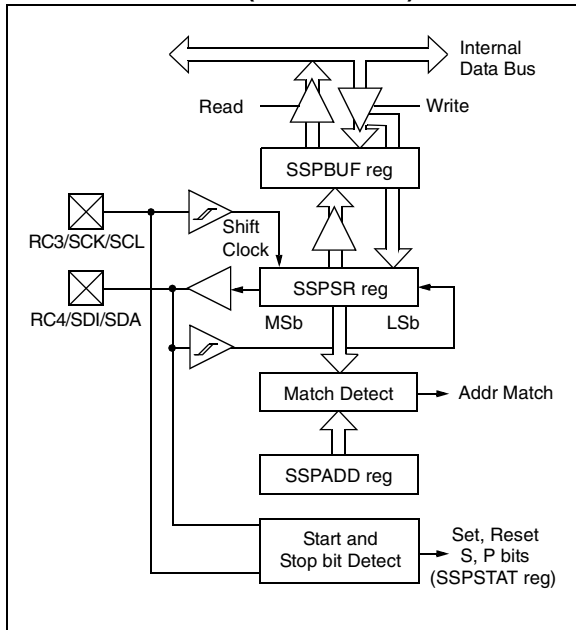 Internal
Data Bus
Read
Write
SSPBUF reg
RC3/SCK/SCL
Shift
Clock
SSPSR reg
RC4/SDI/SDA
MSb
LSb
Match Detect
Addr Match
SSPADD reg
Start and
Stop bit Detect
Set, Reset
S, P bits
(SSPSTAT reg)